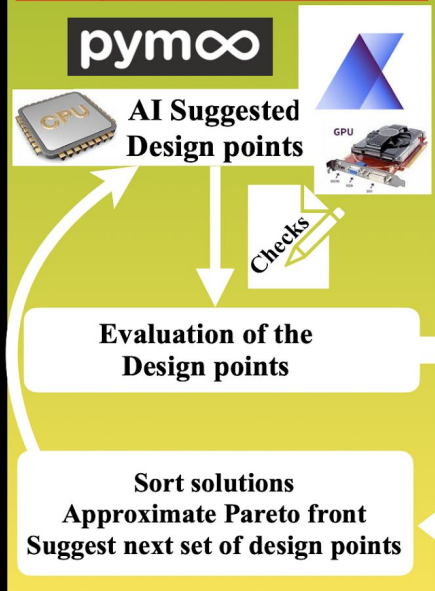 pymoo
CPU
AI Suggested
Design points
GPU
Checks
Evaluation of the
Design points
Sort solutions
Approximate Pareto front
Suggest next set of design points